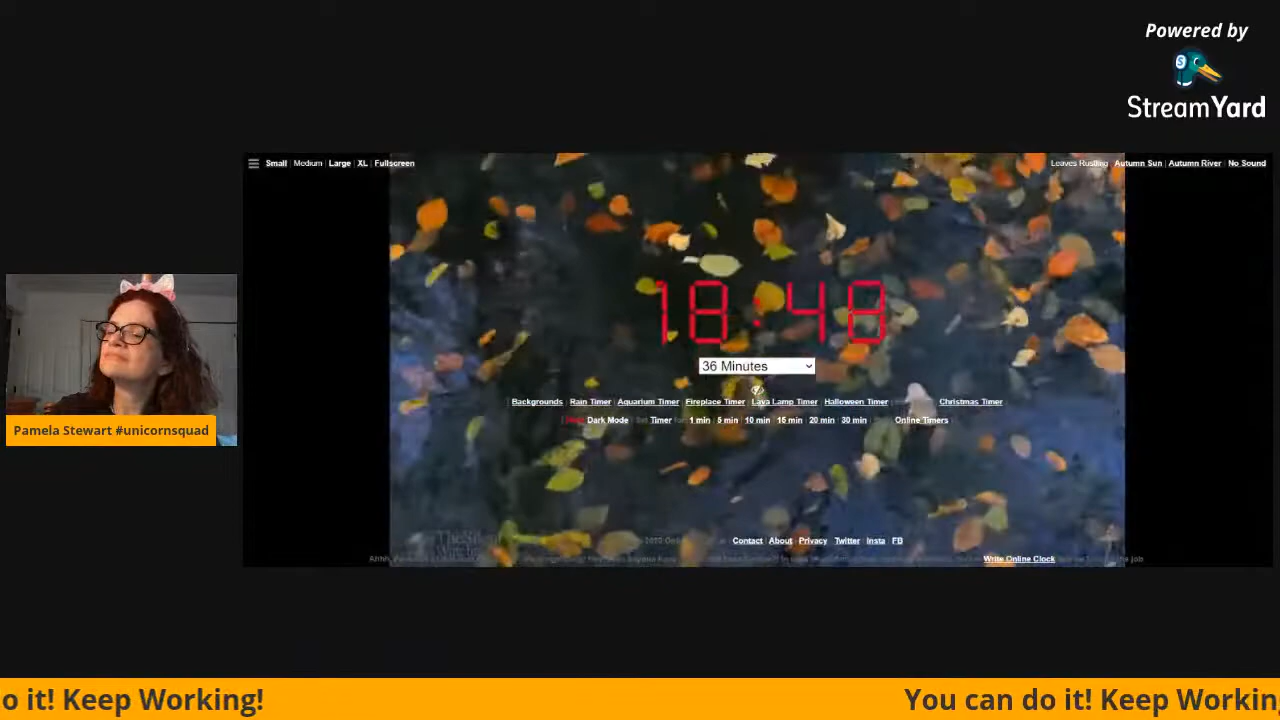 Powered by
StreamYard
Small | Medium | Large | XL | Fullscreen
Leaves Rustling | Autumn Sun | Autumn River | No Sound
18:48
36 Minutes
Backgrounds | Rain Timer | Aquarium Timer | Fireplace Timer | Lava Lamp Timer | Halloween Timer | Christmas Timer
Dark Mode Timer 1 min 5 min 10 min 15 min 20 min 30 min Online Timers
Contact | About | Privacy | Twitter | Insta | FB
Write Online Clock
Pamela Stewart #unicornsquad
o it! Keep Working!
You can do it! Keep Working